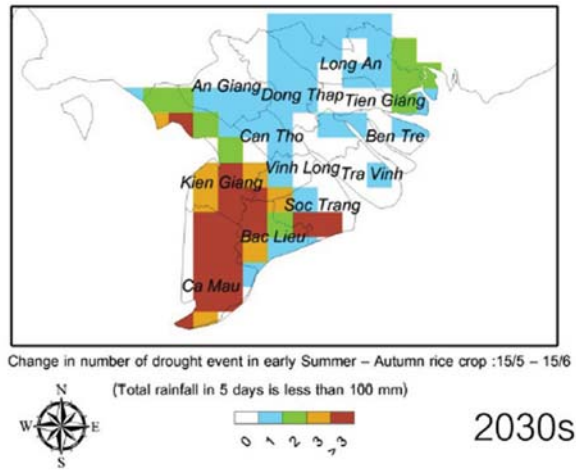 Long An
An Giang
Dong Thap
Tien Giang
Can Tho
Ben Tre
Vinh Long
Tra Vinh
Kien Giang
Soc Trang
Bac Lieu
Ca Mau
Change in number of drought event in early Summer – Autumn rice crop :15/5 – 15/6
(Total rainfall in 5 days is less than 100 mm)
N
W E
S
0 1 2 3 >3
2030s